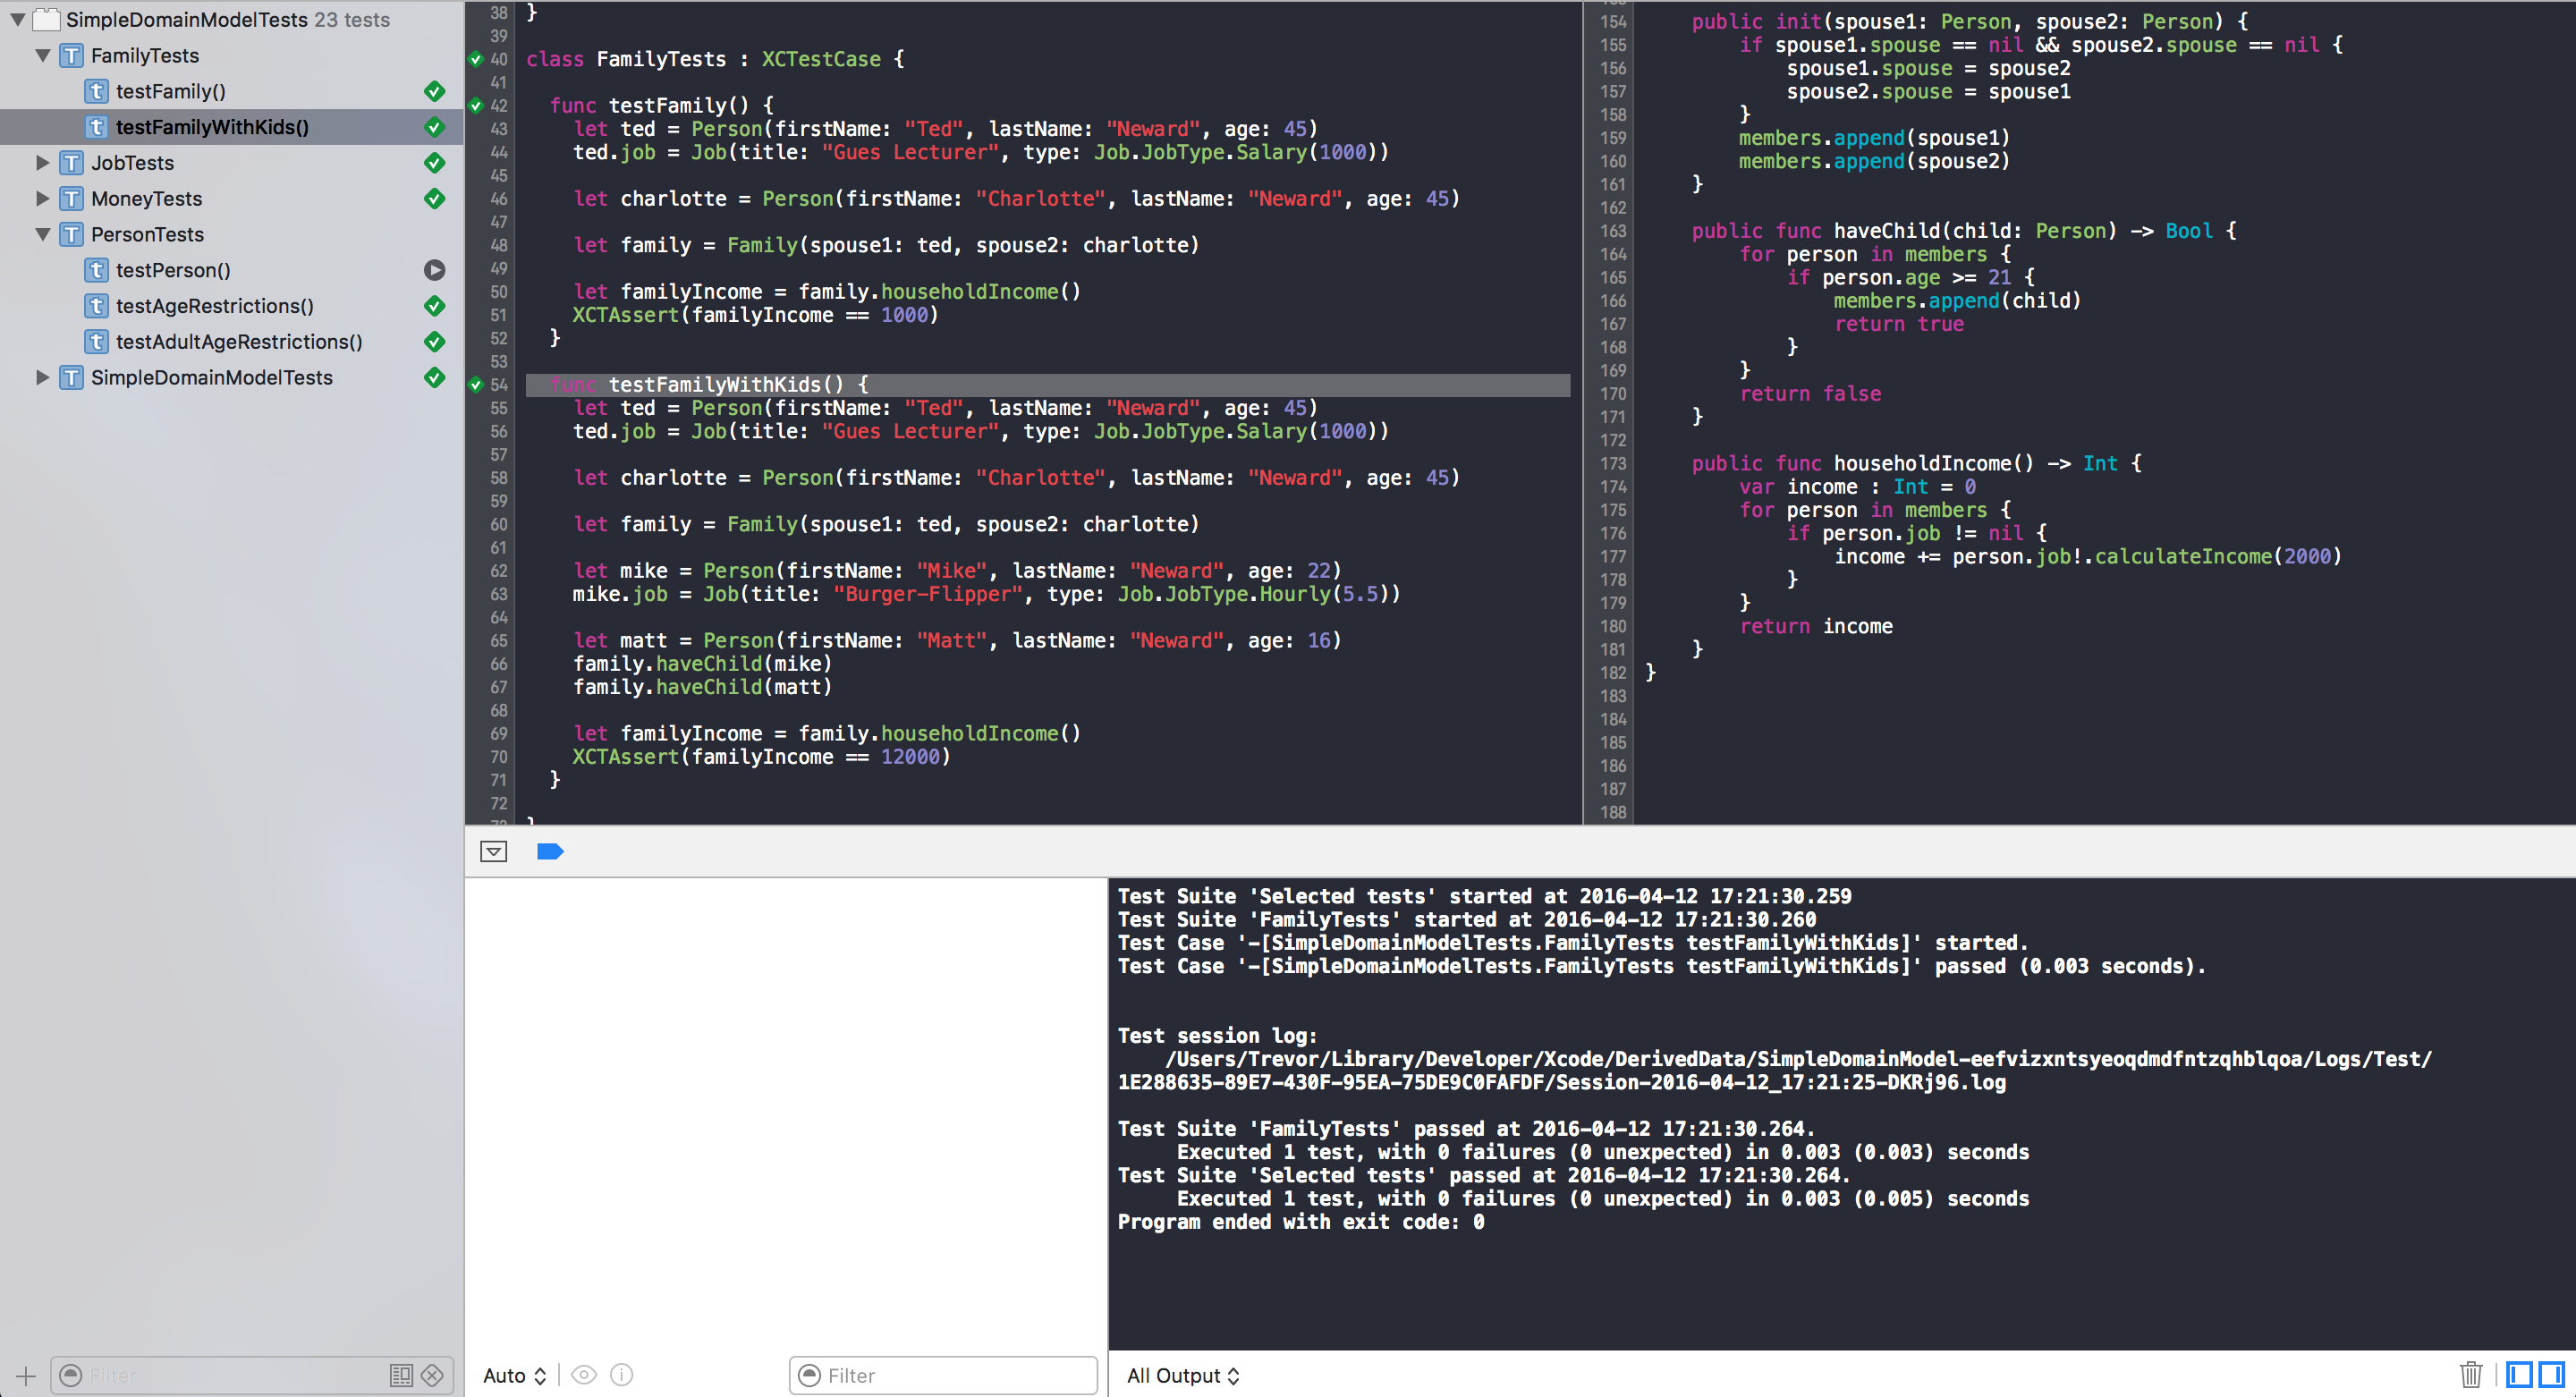 SimpleDomainModelTests 23 tests
FamilyTests
testFamily()
testFamilyWithKids()
JobTests
MoneyTests
PersonTests
testPerson()
testAgeRestrictions()
testAdultAgeRestrictions()
SimpleDomainModelTests
Filter
38 }
39
40 class FamilyTests : XCTestCase {
41
42 func testFamily() {
43 let ted = Person(firstName: "Ted", lastName: "Neward", age: 45)
44 ted.job = Job(title: "Gues Lecturer", type: Job.JobType.Salary(1000))
45
46 let charlotte = Person(firstName: "Charlotte", lastName: "Neward", age: 45)
47
48 let family = Family(spouse1: ted, spouse2: charlotte)
49
50 let familyIncome = family.householdIncome()
51 XCTAssert(familyIncome == 1000)
52 }
53
54 func testFamilyWithKids() {
55 let ted = Person(firstName: "Ted", lastName: "Neward", age: 45)
56 ted.job = Job(title: "Gues Lecturer", type: Job.JobType.Salary(1000))
57
58 let charlotte = Person(firstName: "Charlotte", lastName: "Neward", age: 45)
59
60 let family = Family(spouse1: ted, spouse2: charlotte)
61
62 let mike = Person(firstName: "Mike", lastName: "Neward", age: 22)
63 mike.job = Job(title: "Burger-Flipper", type: Job.JobType.Hourly(5.5))
64
65 let matt = Person(firstName: "Matt", lastName: "Neward", age: 16)
66 family.haveChild(mike)
67 family.haveChild(matt)
68
69 let familyIncome = family.householdIncome()
70 XCTAssert(familyIncome == 12000)
71 }
72
154 public init(spouse1: Person, spouse2: Person) {
155 if spouse1.spouse == nil && spouse2.spouse == nil {
156 spouse1.spouse = spouse2
157 spouse2.spouse = spouse1
158 }
159 members.append(spouse1)
160 members.append(spouse2)
161 }
162
163 public func haveChild(child: Person) -> Bool {
164 for person in members {
165 if person.age >= 21 {
166 members.append(child)
167 return true
168 }
169 }
170 return false
171 }
172
173 public func householdIncome() -> Int {
174 var income : Int = 0
175 for person in members {
176 if person.job != nil {
177 income += person.job!.calculateIncome(2000)
178 }
179 }
180 return income
181 }
182 }
183
184
185
186
187
188
Auto
Filter
Test Suite 'Selected tests' started at 2016-04-12 17:21:30.259
Test Suite 'FamilyTests' started at 2016-04-12 17:21:30.260
Test Case '-[SimpleDomainModelTests.FamilyTests testFamilyWithKids]' started.
Test Case '-[SimpleDomainModelTests.FamilyTests testFamilyWithKids]' passed (0.003 seconds).
Test session log:
/Users/Trevor/Library/Developer/Xcode/DerivedData/SimpleDomainModel-eefvizxntsyeoqdmdfntzqhblqoa/Logs/Test/
1E288635-89E7-430F-95EA-75DE9C0FAFDF/Session-2016-04-12_17:21:25-DKRj96.log
Test Suite 'FamilyTests' passed at 2016-04-12 17:21:30.264.
Executed 1 test, with 0 failures (0 unexpected) in 0.003 (0.003) seconds
Test Suite 'Selected tests' passed at 2016-04-12 17:21:30.264.
Executed 1 test, with 0 failures (0 unexpected) in 0.003 (0.005) seconds
Program ended with exit code: 0
All Output